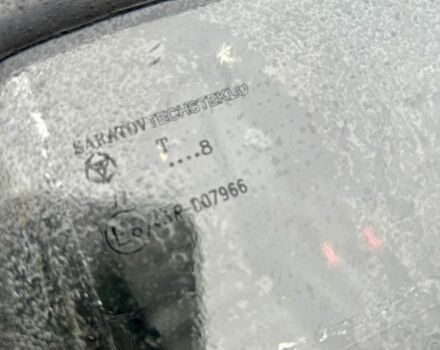 SARATOVTECHSTEKLO
T
....8
43R-007966